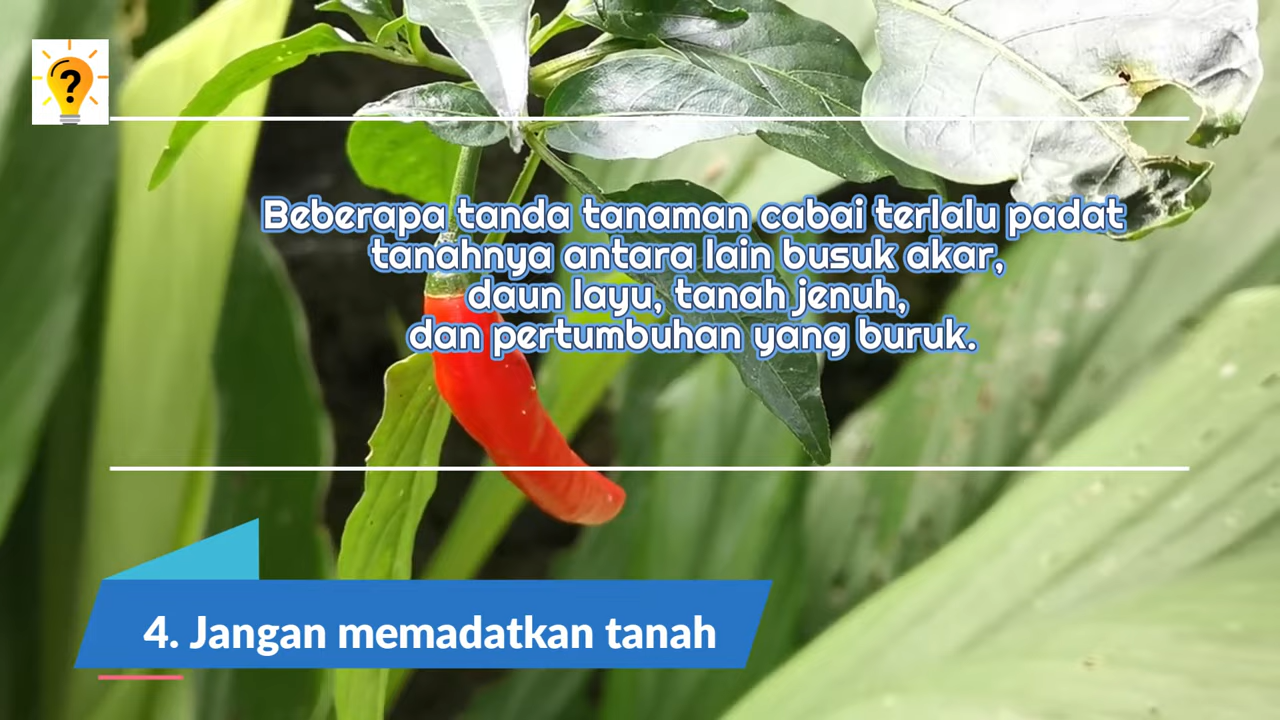 ?
Beberapa tanda tanaman cabai terlalu padat
tanahnya antara lain busuk akar,
daun layu, tanah jenuh,
dan pertumbuhan yang buruk.
4. Jangan memadatkan tanah